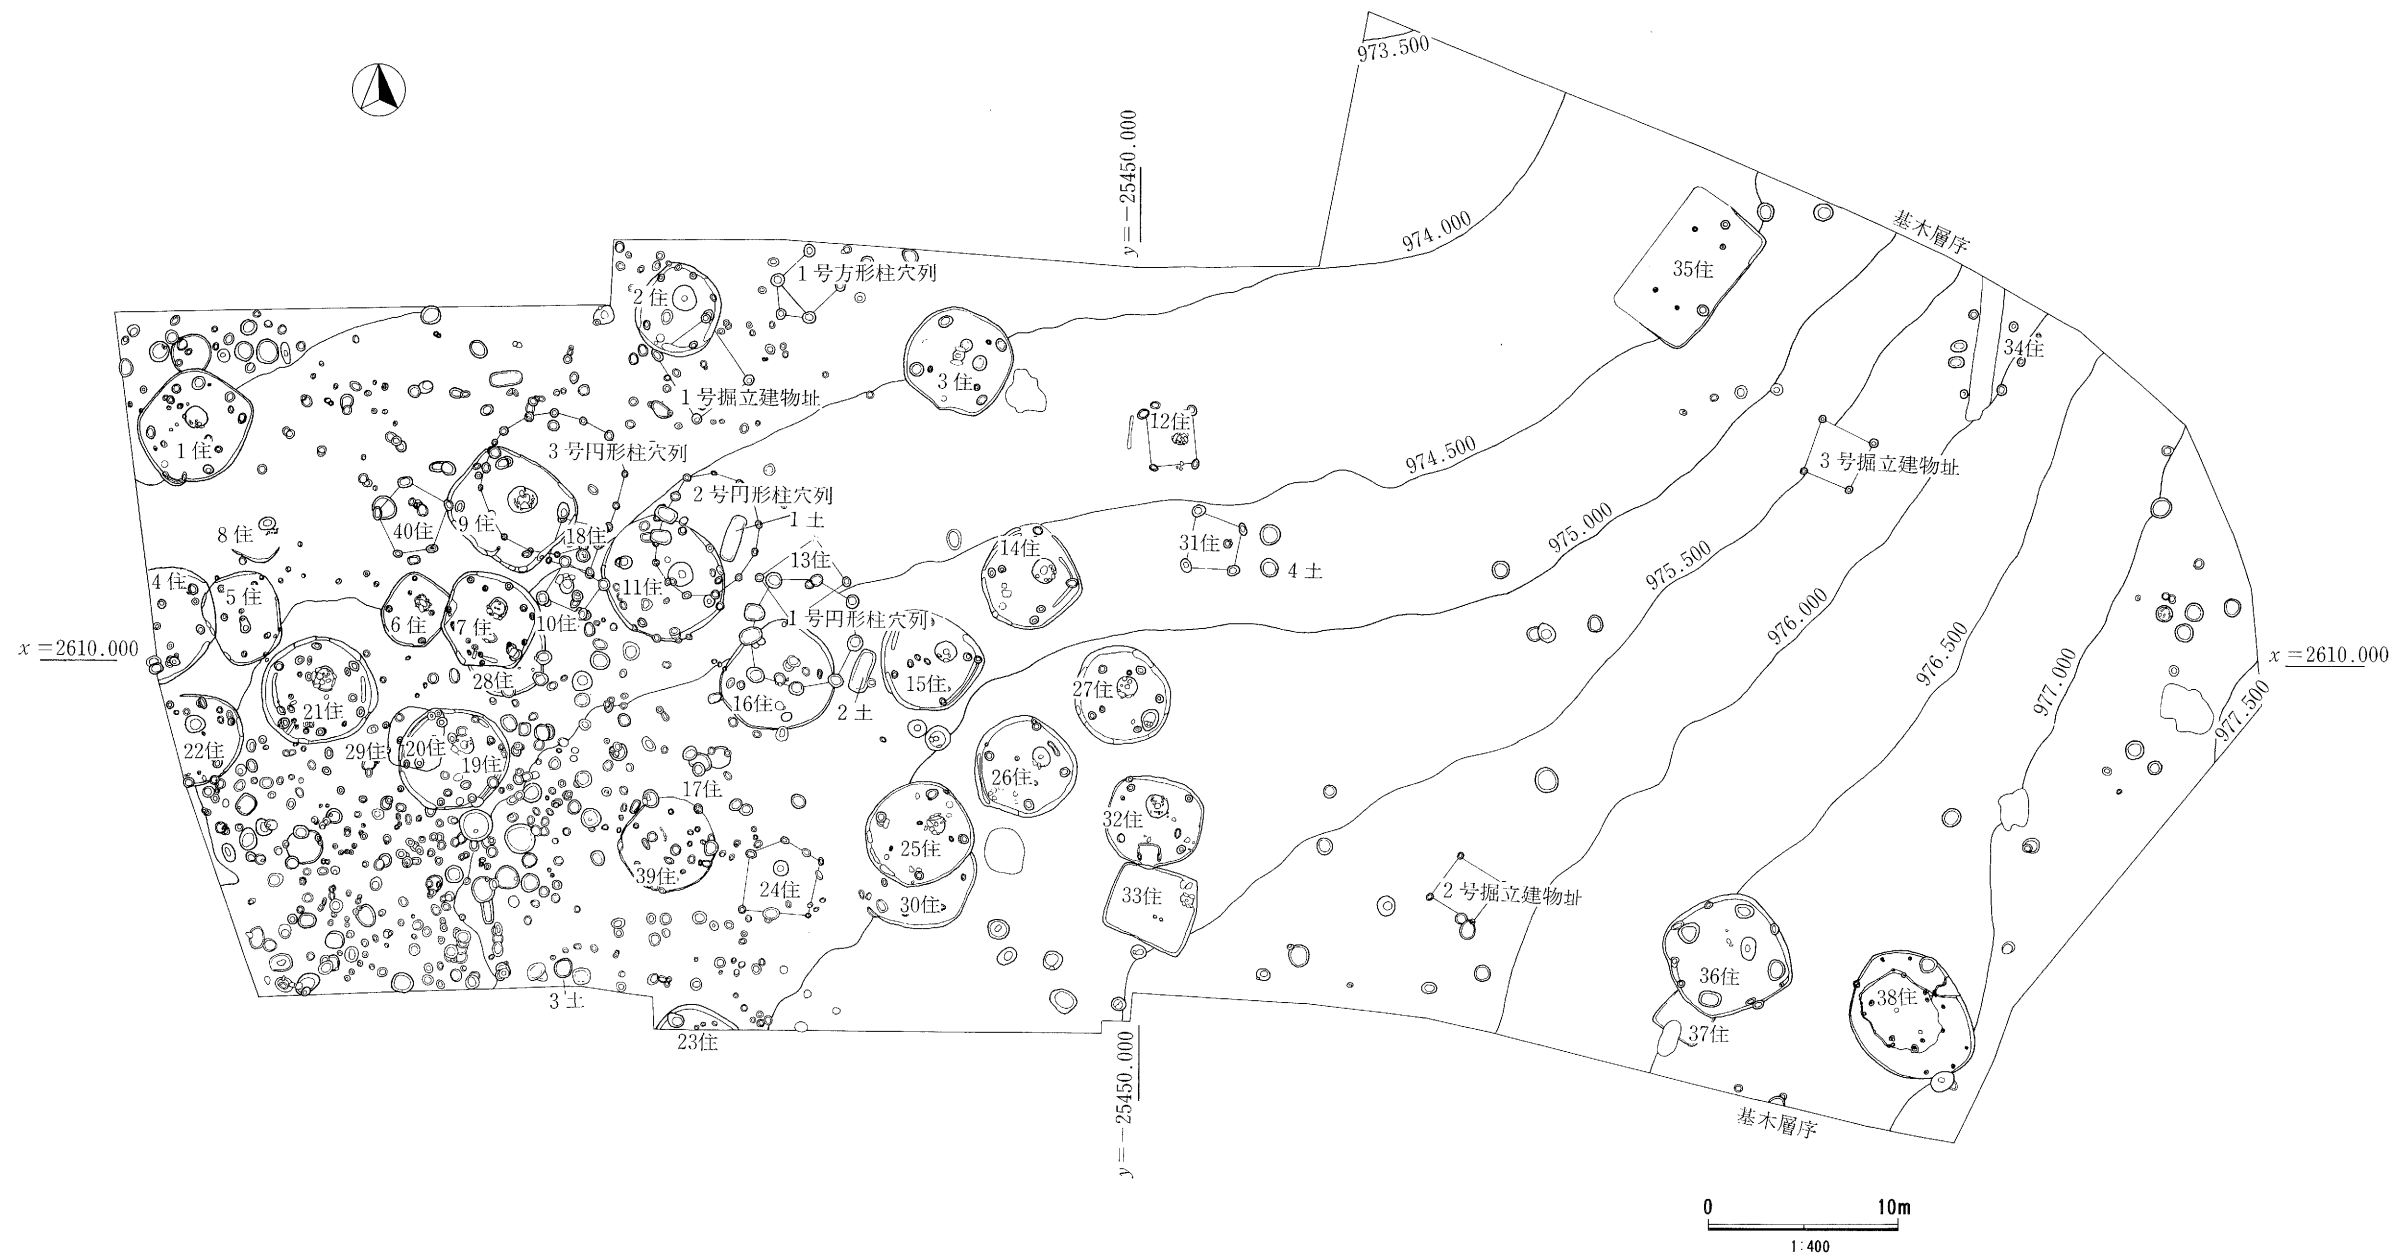 973.500
y＝－25450.000
974.000
基本層序
1号方形柱穴列
2住
35住
34住
3住
1号掘立建物址
12住
1住
3号円形柱穴列
974.500
3号掘立建物址
2号円形柱穴列
1土
40住
9住
18住
8住
975.000
31住
14住
13住
975.500
4土
4住
5住
11住
6住
7住
10住
1号円形柱穴列
976.000
976.500
x＝2610.000
x＝2610.000
28住
15住
27住
977.000
16住
2土
21住
977.500
22住
29住
20住
19住
26住
17住
32住
25住
39住
24住
33住
30住
2号掘立建物址
36住
38住
3土
37住
23住
y＝－25450.000
基本層序
0 10m
1:400